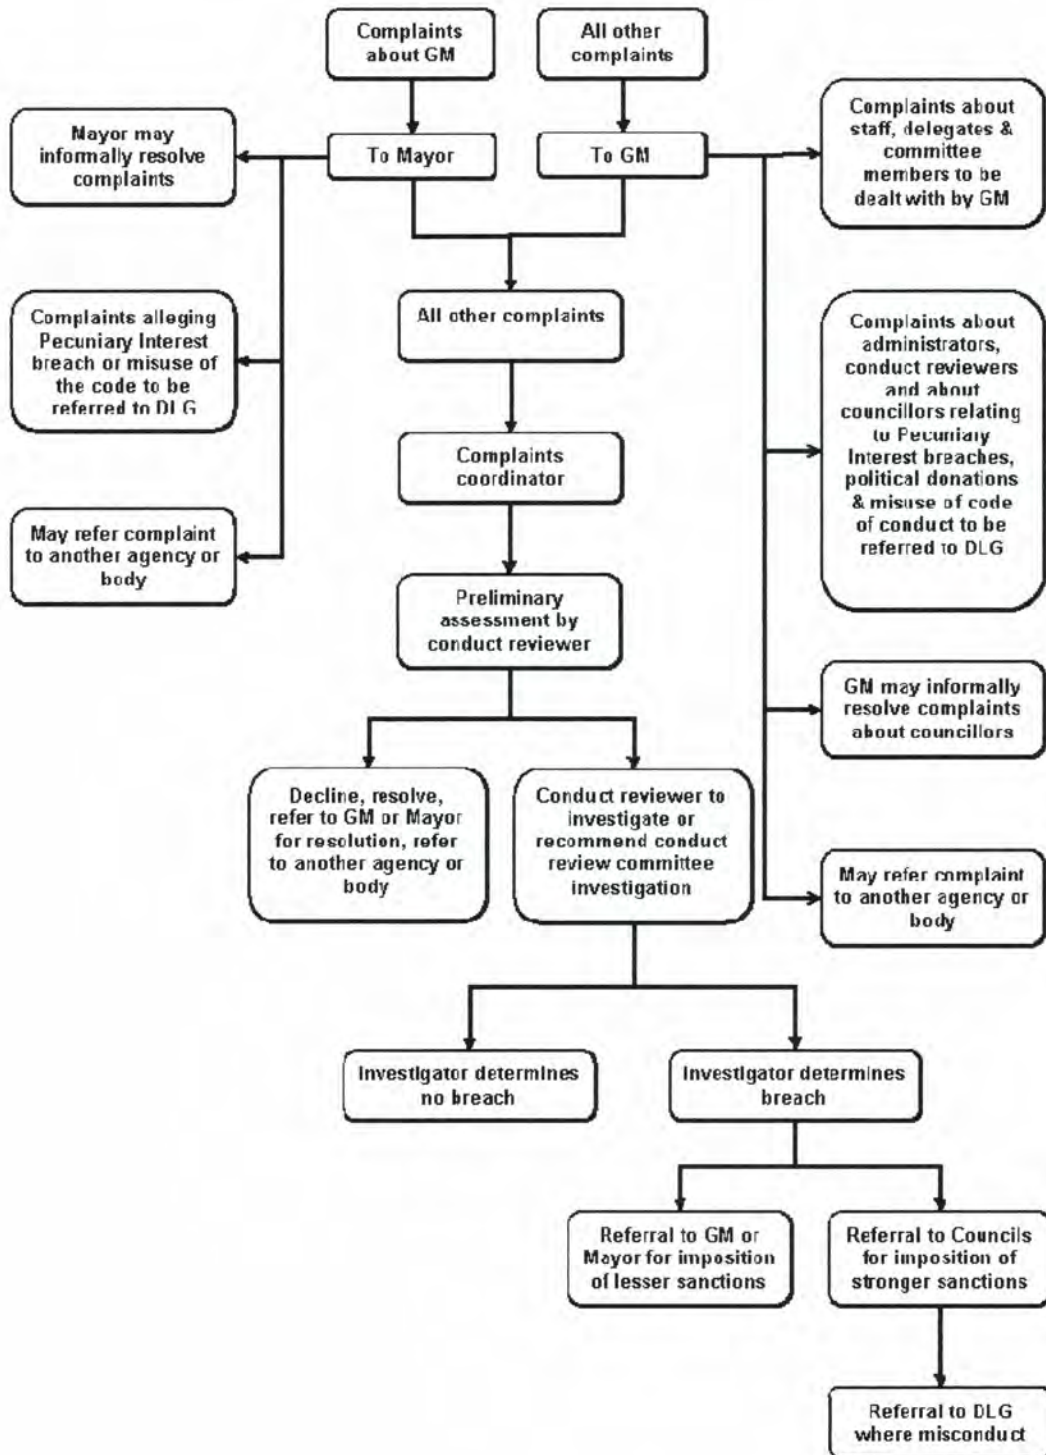 Complaints
about GM
All other
complaints
Mayor may
informally resolve
complaints
To Mayor
To GM
Complaints about
staff, delegates &
committee
members to be
dealt with by GM
Complaints alleging
Pecuniary Interest
breach or misuse of
the code to be
referred to DLG
All other complaints
Complaints about
administrators,
conduct reviewers
and about
councillors relating
to Pecuniary
Interest breaches,
political donations
& misuse of code
of conduct to be
referred to DLG
Complaints
coordinator
May refer complaint
to another agency or
body
Preliminary
assessment by
conduct reviewer
GM may informally
resolve complaints
about councillors
Decline, resolve,
refer to GM or Mayor
for resolution, refer
to another agency or
body
Conduct reviewer to
investigate or
recommend conduct
review committee
investigation
May refer complaint
to another agency or
body
Investigator determines
no breach
Investigator determines
breach
Referral to GM or
Mayor for imposition
of lesser sanctions
Referral to Councils
for imposition of
stronger sanctions
Referral to DLG
where misconduct